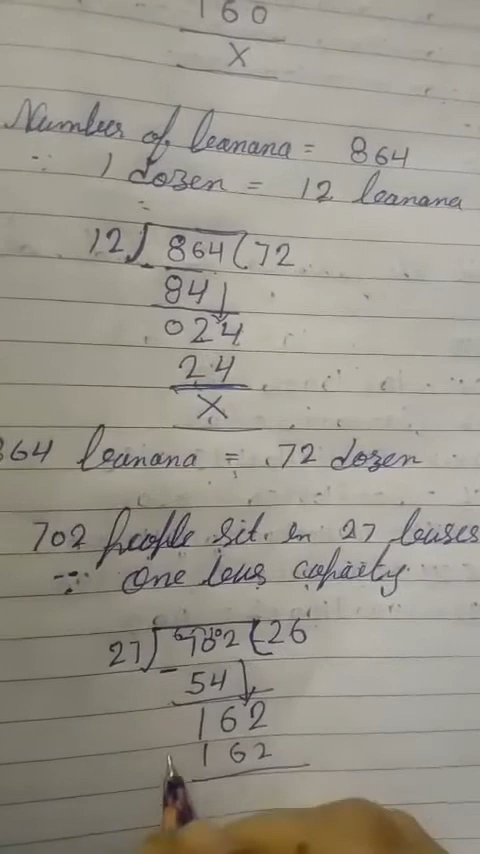 160
X
Number of banana = 864
∵ 1 dozen = 12 banana
=
12) 864 (72
84↓
024
24
X
864 banana = 72 dozen
702 people sit in 27 buses
∵ One bus capacity
27) 702 (26
54↓
162
162